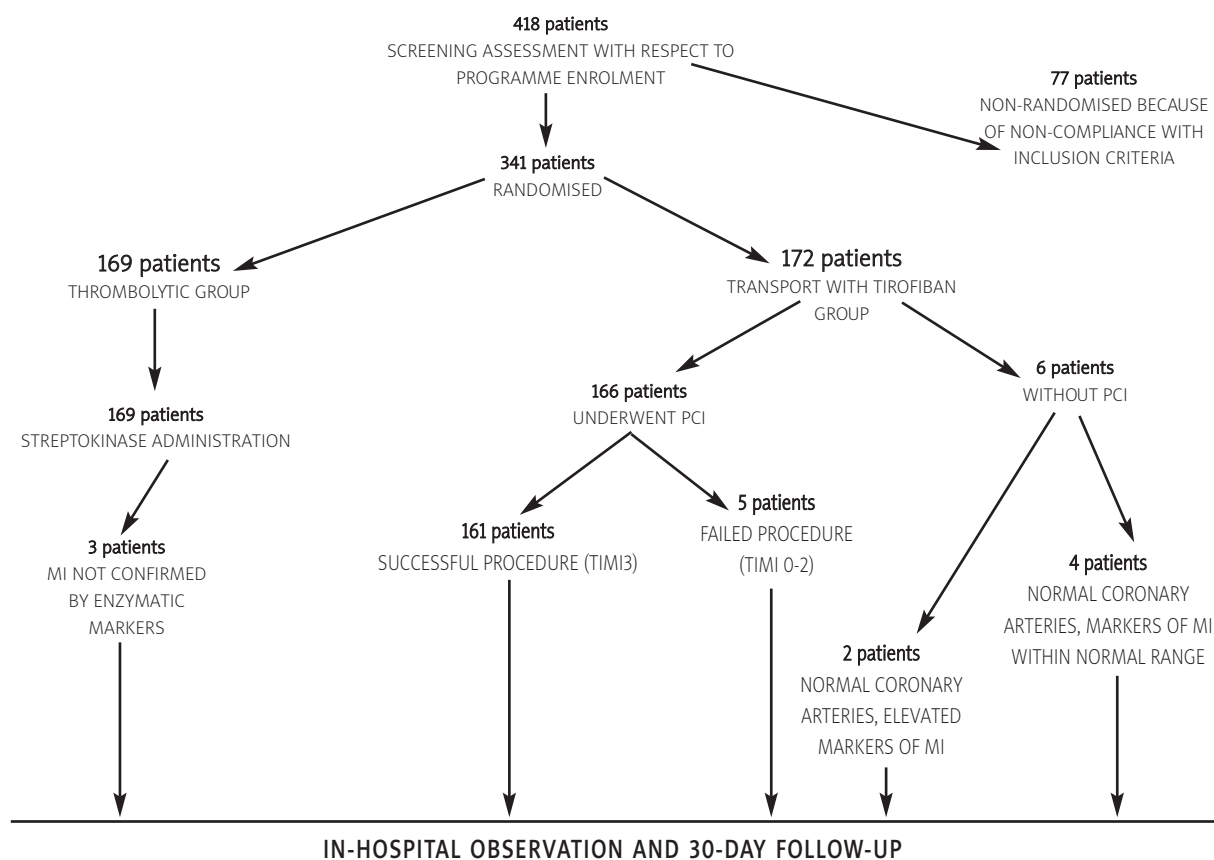 418 patients
SCREENING ASSESSMENT WITH RESPECT TO
PROGRAMME ENROLMENT
77 patients
NON-RANDOMISED BECAUSE
OF NON-COMPLIANCE WITH
INCLUSION CRITERIA
341 patients
RANDOMISED
169 patients
THROMBOLYTIC GROUP
172 patients
TRANSPORT WITH TIROFIBAN
GROUP
169 patients
STREPTOKINASE ADMINISTRATION
166 patients
UNDERWENT PCI
6 patients
WITHOUT PCI
3 patients
MI NOT CONFIRMED
BY ENZYMATIC
MARKERS
161 patients
SUCCESSFUL PROCEDURE (TIMI3)
5 patients
FAILED PROCEDURE
(TIMI 0-2)
2 patients
NORMAL CORONARY
ARTERIES, ELEVATED
MARKERS OF MI
4 patients
NORMAL CORONARY
ARTERIES, MARKERS OF MI
WITHIN NORMAL RANGE
IN-HOSPITAL OBSERVATION AND 30-DAY FOLLOW-UP